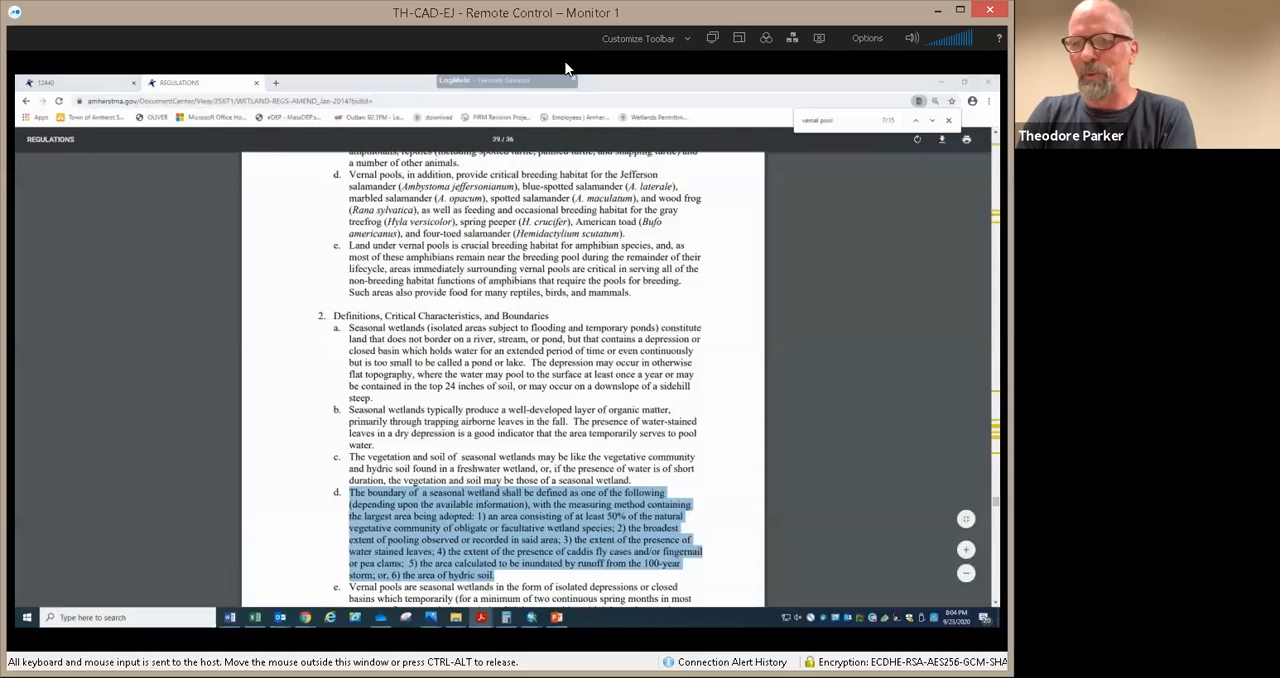 TH-CAD-EJ - Remote Control – Monitor 1
Customize Toolbar
Options
?
12440
REGULATIONS
LogMeIn - Remote Session
amherstma.gov/DocumentCenter/View/25671/WETLAND-REGS-AMEND_Jan-2014?bidId=
Apps
Town of Amherst O...
OLIVER
Microsoft Office Ho...
eDEP - MassDEP's...
Outlaw 92.3FM - Le...
download
FIRM Revision Proje...
Employees | Amher...
Wetlands Permittin...
vernal pool
7/15
REGULATIONS
29 / 36
amphibians, reptiles (including spotted turtle, painted turtle, and snapping turtle) and
a number of other animals.
d. Vernal pools, in addition, provide critical breeding habitat for the Jefferson
salamander (Ambystoma jeffersonianum), blue-spotted salamander (A. laterale),
marbled salamander (A. opacum), spotted salamander (A. maculatum), and wood frog
(Rana sylvatica), as well as feeding and occasional breeding habitat for the gray
treefrog (Hyla versicolor), spring peeper (H. crucifer), American toad (Bufo
americanus), and four-toed salamander (Hemidactylium scutatum).
e. Land under vernal pools is crucial breeding habitat for amphibian species, and, as
most of these amphibians remain near the breeding pool during the remainder of their
lifecycle, areas immediately surrounding vernal pools are critical in serving all of the
non-breeding habitat functions of amphibians that require the pools for breeding.
Such areas also provide food for many reptiles, birds, and mammals.
2. Definitions, Critical Characteristics, and Boundaries
a. Seasonal wetlands (isolated areas subject to flooding and temporary ponds) constitute
land that does not border on a river, stream, or pond, but that contains a depression or
closed basin which holds water for an extended period of time or even continuously
but is too small to be called a pond or lake. The depression may occur in otherwise
flat topography, where the water may pool to the surface at least once a year or may
be contained in the top 24 inches of soil, or may occur on a downslope of a sidehill
steep.
b. Seasonal wetlands typically produce a well-developed layer of organic matter,
primarily through trapping airborne leaves in the fall. The presence of water-stained
leaves in a dry depression is a good indicator that the area temporarily serves to pool
water.
c. The vegetation and soil of seasonal wetlands may be like the vegetative community
and hydric soil found in a freshwater wetland, or, if the presence of water is of short
duration, the vegetation and soil may be those of a seasonal wetland.
d. The boundary of a seasonal wetland shall be defined as one of the following
(depending upon the available information), with the measuring method containing
the largest area being adopted: 1) an area consisting of at least 50% of the natural
vegetative community of obligate or facultative wetland species; 2) the broadest
extent of pooling observed or recorded in said area; 3) the extent of the presence of
water stained leaves; 4) the extent of the presence of caddis fly cases and/or fingernail
or pea clams; 5) the area calculated to be inundated by runoff from the 100-year
storm; or, 6) the area of hydric soil.
e. Vernal pools are seasonal wetlands in the form of isolated depressions or closed
basins which temporarily (for a minimum of two continuous spring months in most
Type here to search
8:04 PM
9/23/2020
All keyboard and mouse input is sent to the host. Move the mouse outside this window or press CTRL-ALT to release.
Connection Alert History
Encryption: ECDHE-RSA-AES256-GCM-SHA
Theodore Parker